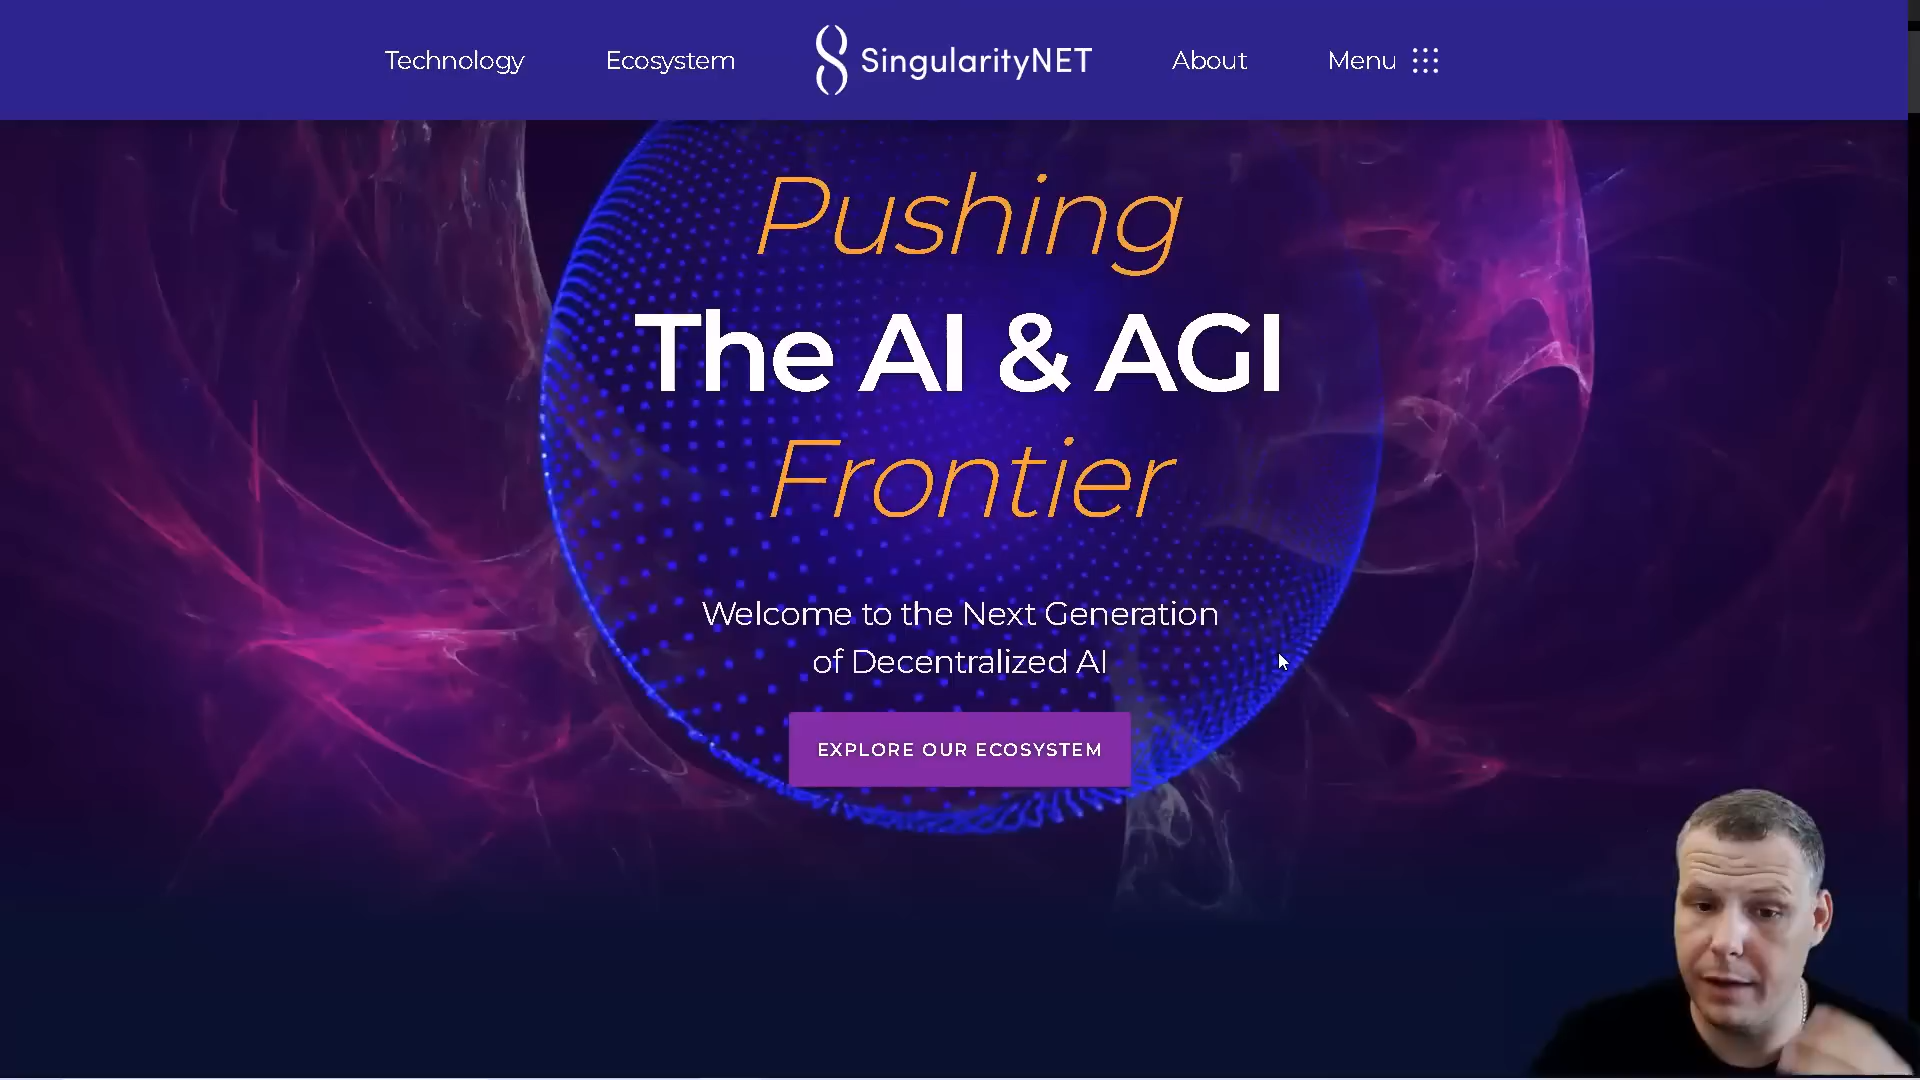 Technology
Ecosystem
SingularityNET
About
Menu
Pushing
The AI & AGI
Frontier
Welcome to the Next Generation
of Decentralized AI
EXPLORE OUR ECOSYSTEM